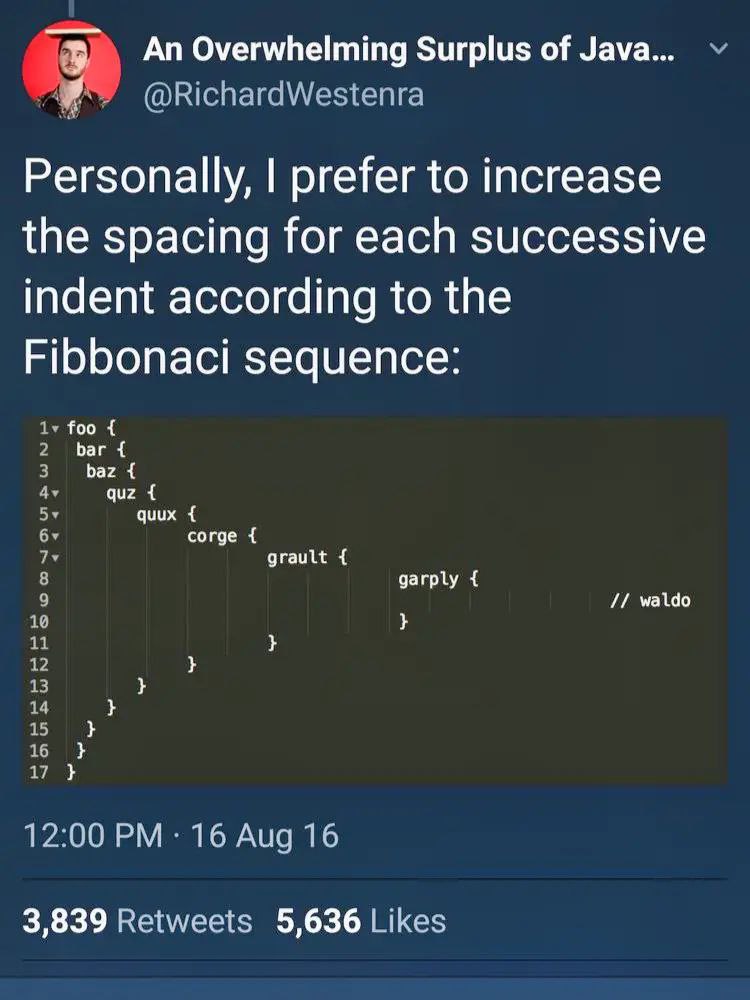 An Overwhelming Surplus of Java...
@RichardWestenra
Personally, I prefer to increase
the spacing for each successive
indent according to the
Fibbonaci sequence:
1 foo {
2 bar {
3 baz {
4 quz {
5 quux {
6 corge {
7 grault {
8 garply {
9 // waldo
10 }
11 }
12 }
13 }
14 }
15 }
16 }
17 }
12:00 PM · 16 Aug 16
3,839 Retweets 5,636 Likes